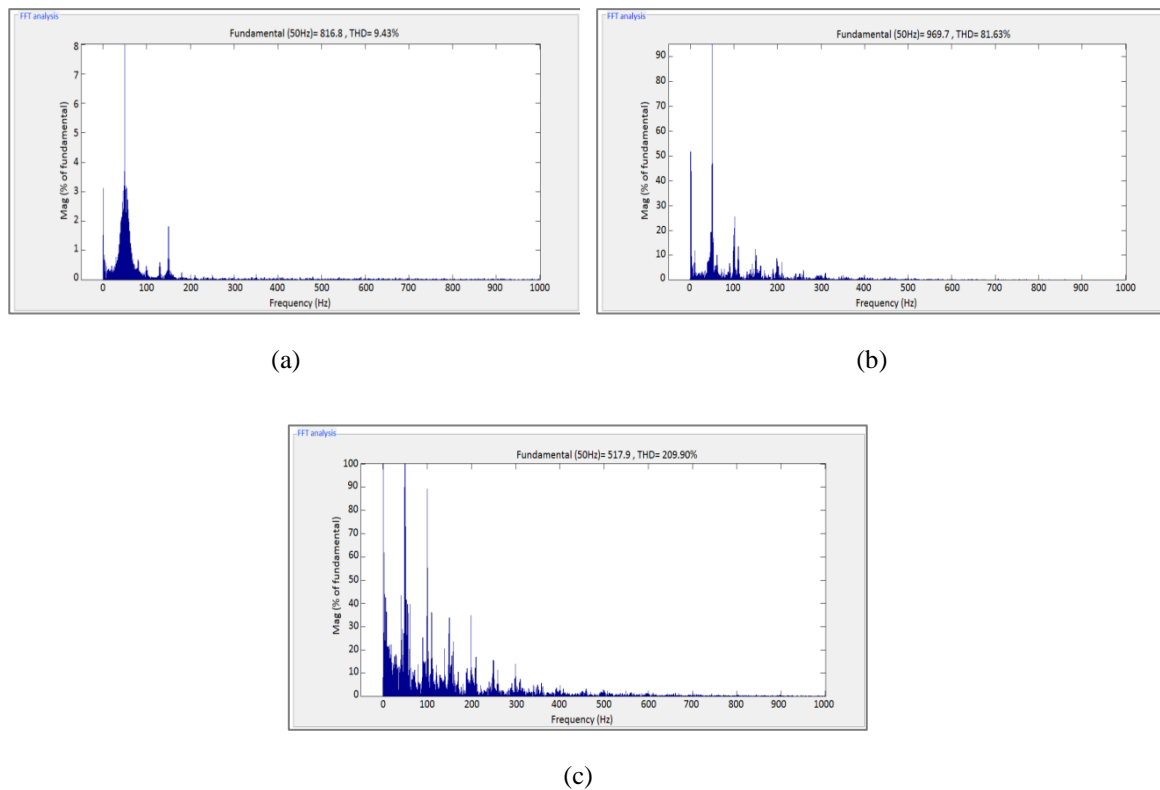 FFT analysis
Fundamental (50Hz)= 816.8 , THD= 9.43%
Mag (% of fundamental)
8
7
6
5
4
3
2
1
0
0 100 200 300 400 500 600 700 800 900 1000
Frequency (Hz)
(a)
FFT analysis
Fundamental (50Hz)= 969.7 , THD= 81.63%
Mag (% of fundamental)
90
80
70
60
50
40
30
20
10
0
0 100 200 300 400 500 600 700 800 900 1000
Frequency (Hz)
(b)
FFT analysis
Fundamental (50Hz)= 517.9 , THD= 209.90%
Mag (% of fundamental)
100
90
80
70
60
50
40
30
20
10
0
0 100 200 300 400 500 600 700 800 900 1000
Frequency (Hz)
(c)